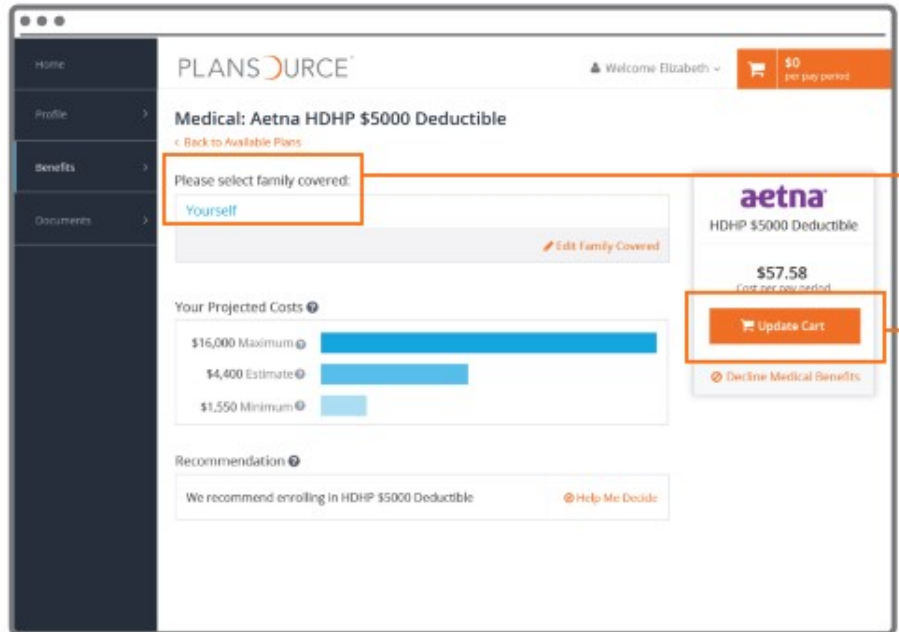 Home
Profile
Benefits
Documents
PLANSOURCE
Welcome Elizabeth
$0
per pay period
Medical: Aetna HDHP $5000 Deductible
< Back to Available Plans
Please select family covered:
Yourself
Edit Family Covered
aetna
HDHP $5000 Deductible
$57.58
Cost per pay period
Update Cart
Decline Medical Benefits
Your Projected Costs
$16,000 Maximum
$4,400 Estimate
$1,550 Minimum
Recommendation
We recommend enrolling in HDHP $5000 Deductible
Help Me Decide